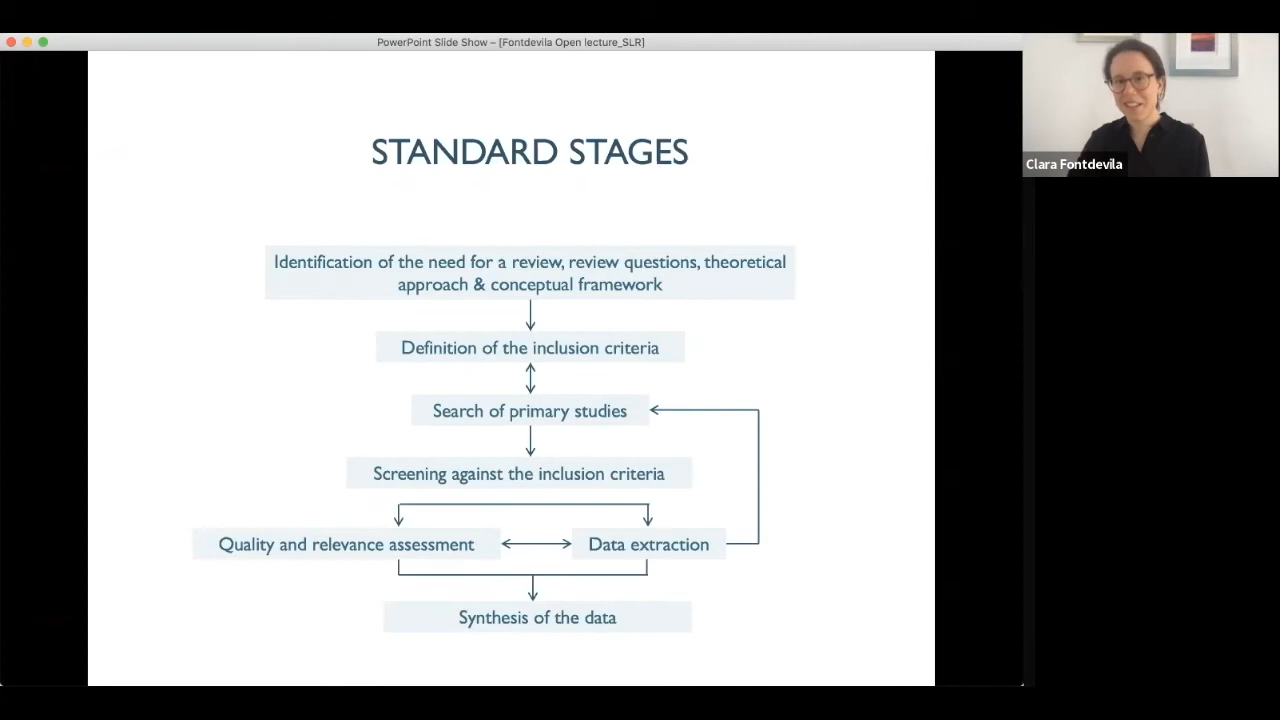 PowerPoint Slide Show – [Fontdevila Open lecture_SLR]
STANDARD STAGES
Clara Fontdevila
Identification of the need for a review, review questions, theoretical
approach & conceptual framework
Definition of the inclusion criteria
Search of primary studies
Screening against the inclusion criteria
Quality and relevance assessment
Data extraction
Synthesis of the data